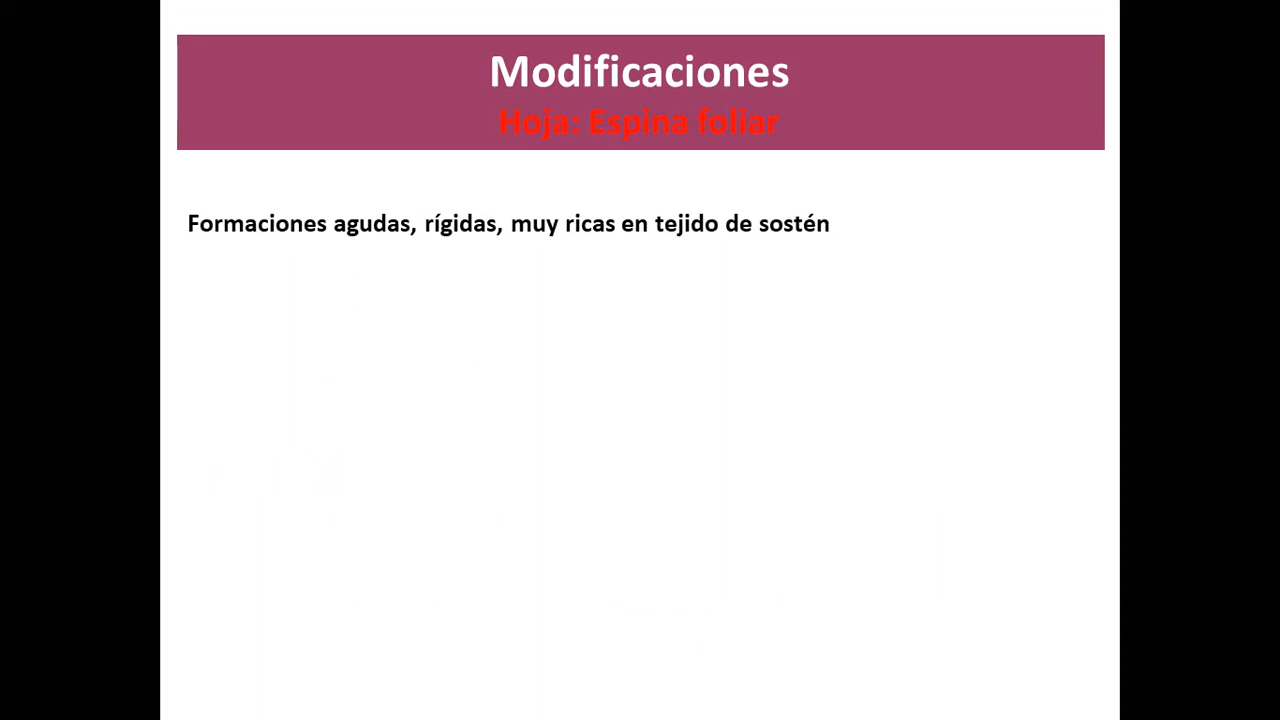 Modificaciones
Hoja: Espina foliar
Formaciones agudas, rígidas, muy ricas en tejido de sostén